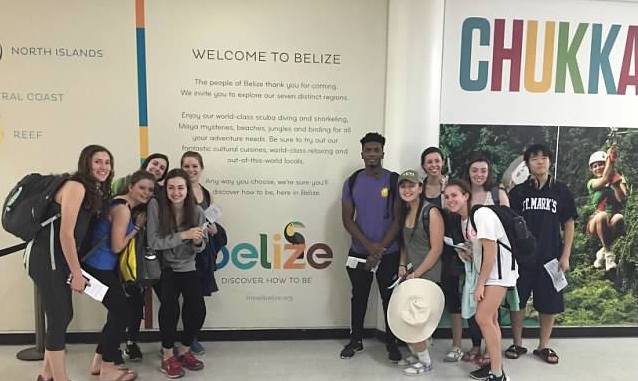 NORTH ISLANDS
RAL COAST
REEF
WELCOME TO BELIZE
The people of Belize thank you for coming.
We invite you to explore our seven distinct regions.
Enjoy our world-class scuba diving and snorkeling,
Maya mysteries, beaches, jungles and birding for all
your adventure needs. Be sure to try out our
fantastic cultural cuisines, world-class relaxing and
out-of-this-world locals.
Any way you choose, we're sure you'll
discover how to be, here in Belize.
belize
DISCOVER HOW TO BE
travelbelize.org
CHUKKA
ST. MARK'S